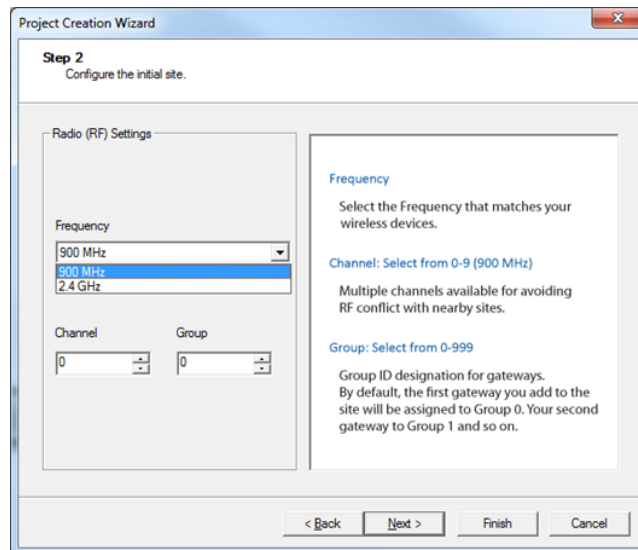 Project Creation Wizard
Step 2
Configure the initial site.
Radio (RF) Settings
Frequency
900 MHz
900 MHz
2.4 GHz
Channel Group
0 0
Frequency
Select the Frequency that matches your
wireless devices.
Channel: Select from 0-9 (900 MHz)
Multiple channels available for avoiding
RF conflict with nearby sites.
Group: Select from 0-999
Group ID designation for gateways.
By default, the first gateway you add to the
site will be assigned to Group 0. Your second
gateway to Group 1 and so on.
< Back Next > Finish Cancel